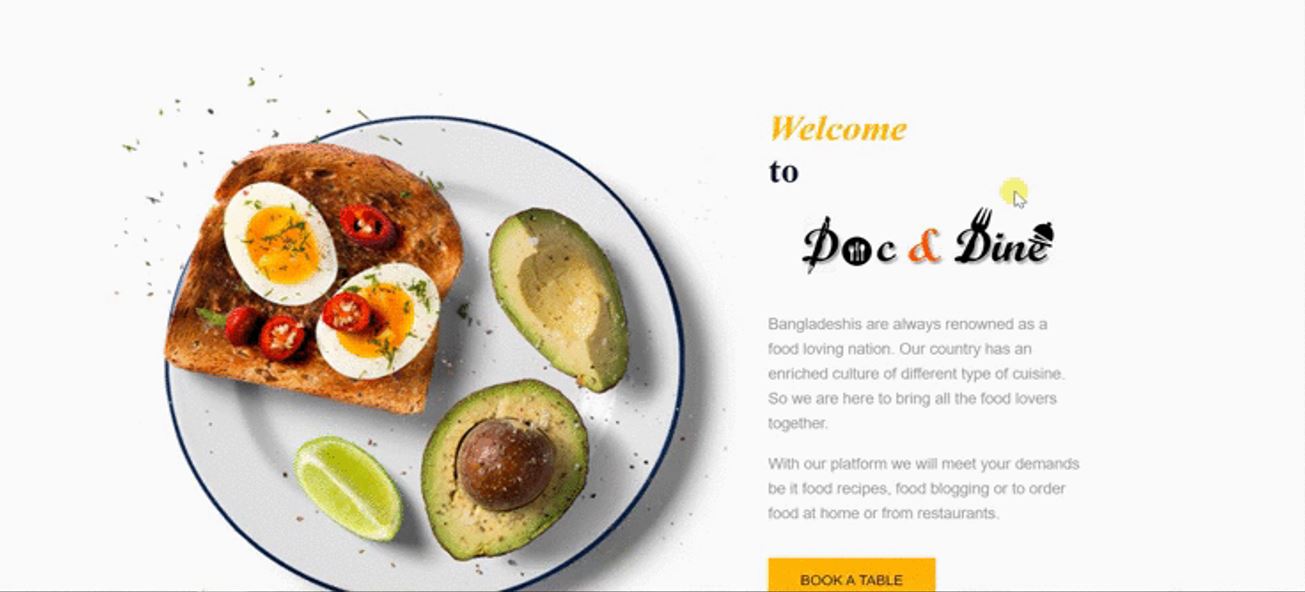 Welcome
to
Doc & Dine
Bangladeshis are always renowned as a
food loving nation. Our country has an
enriched culture of different type of cuisine.
So we are here to bring all the food lovers
together.
With our platform we will meet your demands
be it food recipes, food blogging or to order
food at home or from restaurants.
BOOK A TABLE